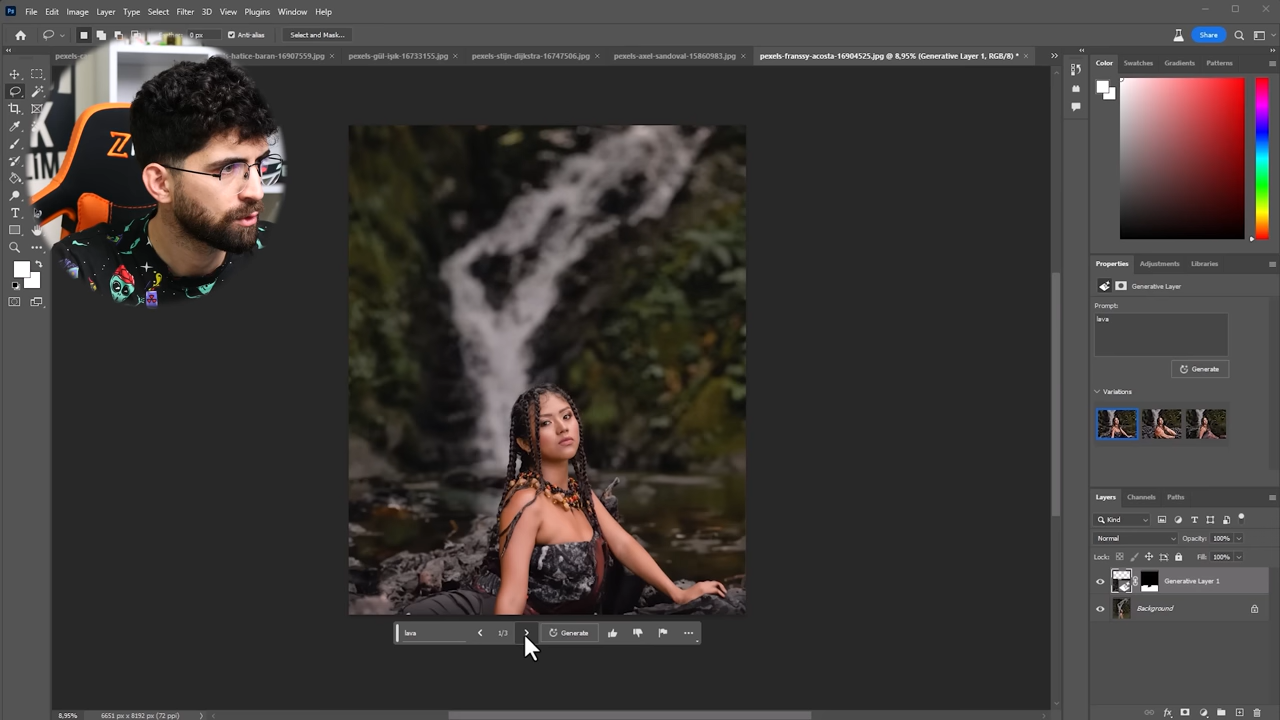 Ps File Edit Image Layer Type Select Filter 3D View Plugins Window Help
0 px Anti-alias Select and Mask... Share
hatice-baran-16907559.jpg × pexels-gül-işık-16733155.jpg × pexels-stijn-dijkstra-16747506.jpg × pexels-axel-sandoval-15860983.jpg × pexels-franssy-acosta-16904525.jpg @ 8,95% (Generative Layer 1, RGB/8) * ×
Color Swatches Gradients Patterns
Properties Adjustments Libraries
Generative Layer
Prompt:
lava
Generate
Variations
Layers Channels Paths
Kind
Normal Opacity: 100%
Lock: Fill: 100%
Generative Layer 1
Background
lava 1/3 Generate
8,95% 6651 px x 8192 px (72 ppi)